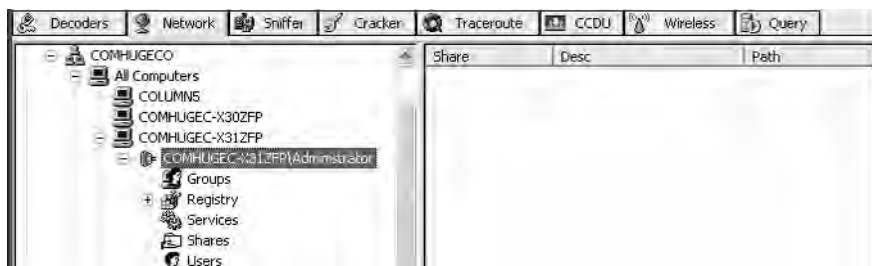 Decoders Network Sniffer Cracker Traceroute CCDU Wireless Query
COMHUGECO
All Computers
COLUMNS
COMHUGEC-X30ZFP
COMHUGEC-X31ZFP
COMHUGEC-X31ZFP\Administrator
Groups
Registry
Services
Shares
Users
Share Desc Path